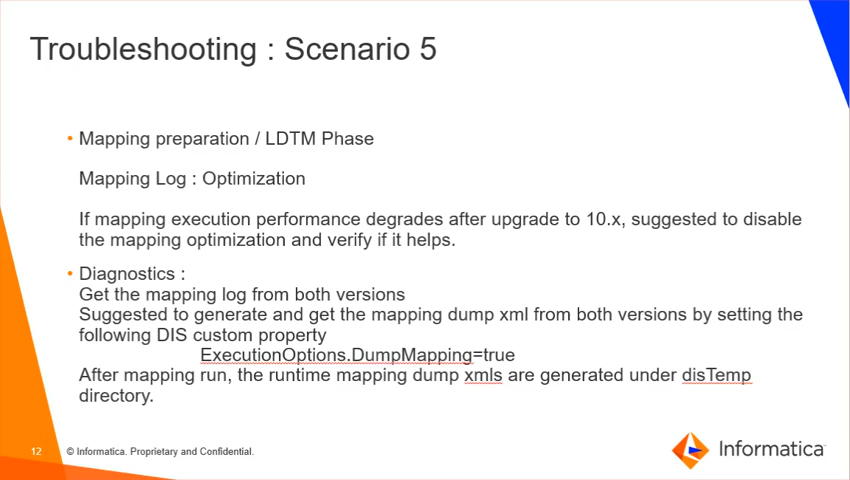 Troubleshooting : Scenario 5
• Mapping preparation / LDTM Phase
Mapping Log : Optimization
If mapping execution performance degrades after upgrade to 10.x, suggested to disable
the mapping optimization and verify if it helps.
• Diagnostics :
Get the mapping log from both versions
Suggested to generate and get the mapping dump xml from both versions by setting the
following DIS custom property
ExecutionOptions.DumpMapping=true
After mapping run, the runtime mapping dump xmls are generated under disTemp
directory.
12 © Informatica. Proprietary and Confidential.
Informatica